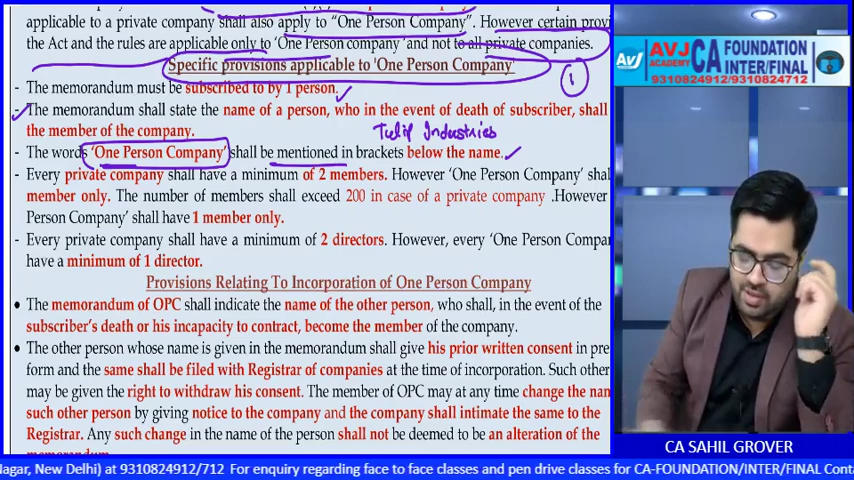 applicable to a private company shall also apply to "One Person Company". However certain provi
the Act and the rules are applicable only to 'One Person company' and not to all private companies.
Specific provisions applicable to 'One Person Company'
1
- The memorandum must be subscribed to by 1 person.
- The memorandum shall state the name of a person, who in the event of death of subscriber, shall
the member of the company.
Tulip Industries
- The words 'One Person Company' shall be mentioned in brackets below the name.
- Every private company shall have a minimum of 2 members. However 'One Person Company' shal
member only. The number of members shall exceed 200 in case of a private company .However
Person Company' shall have 1 member only.
- Every private company shall have a minimum of 2 directors. However, every 'One Person Compan
have a minimum of 1 director.
Provisions Relating To Incorporation of One Person Company
• The memorandum of OPC shall indicate the name of the other person, who shall, in the event of the
subscriber's death or his incapacity to contract, become the member of the company.
• The other person whose name is given in the memorandum shall give his prior written consent in pre
form and the same shall be filed with Registrar of companies at the time of incorporation. Such other
may be given the right to withdraw his consent. The member of OPC may at any time change the nam
such other person by giving notice to the company and the company shall intimate the same to the
Registrar. Any such change in the name of the person shall not be deemed to be an alteration of the
AVJ
AVJ ACADEMY
CA FOUNDATION
INTER/FINAL
9310824912/9310824712
CA SAHIL GROVER
Nagar, New Delhi) at 9310824912/712 For enquiry regarding face to face classes and pen drive classes for CA-FOUNDATION/INTER/FINAL Conta